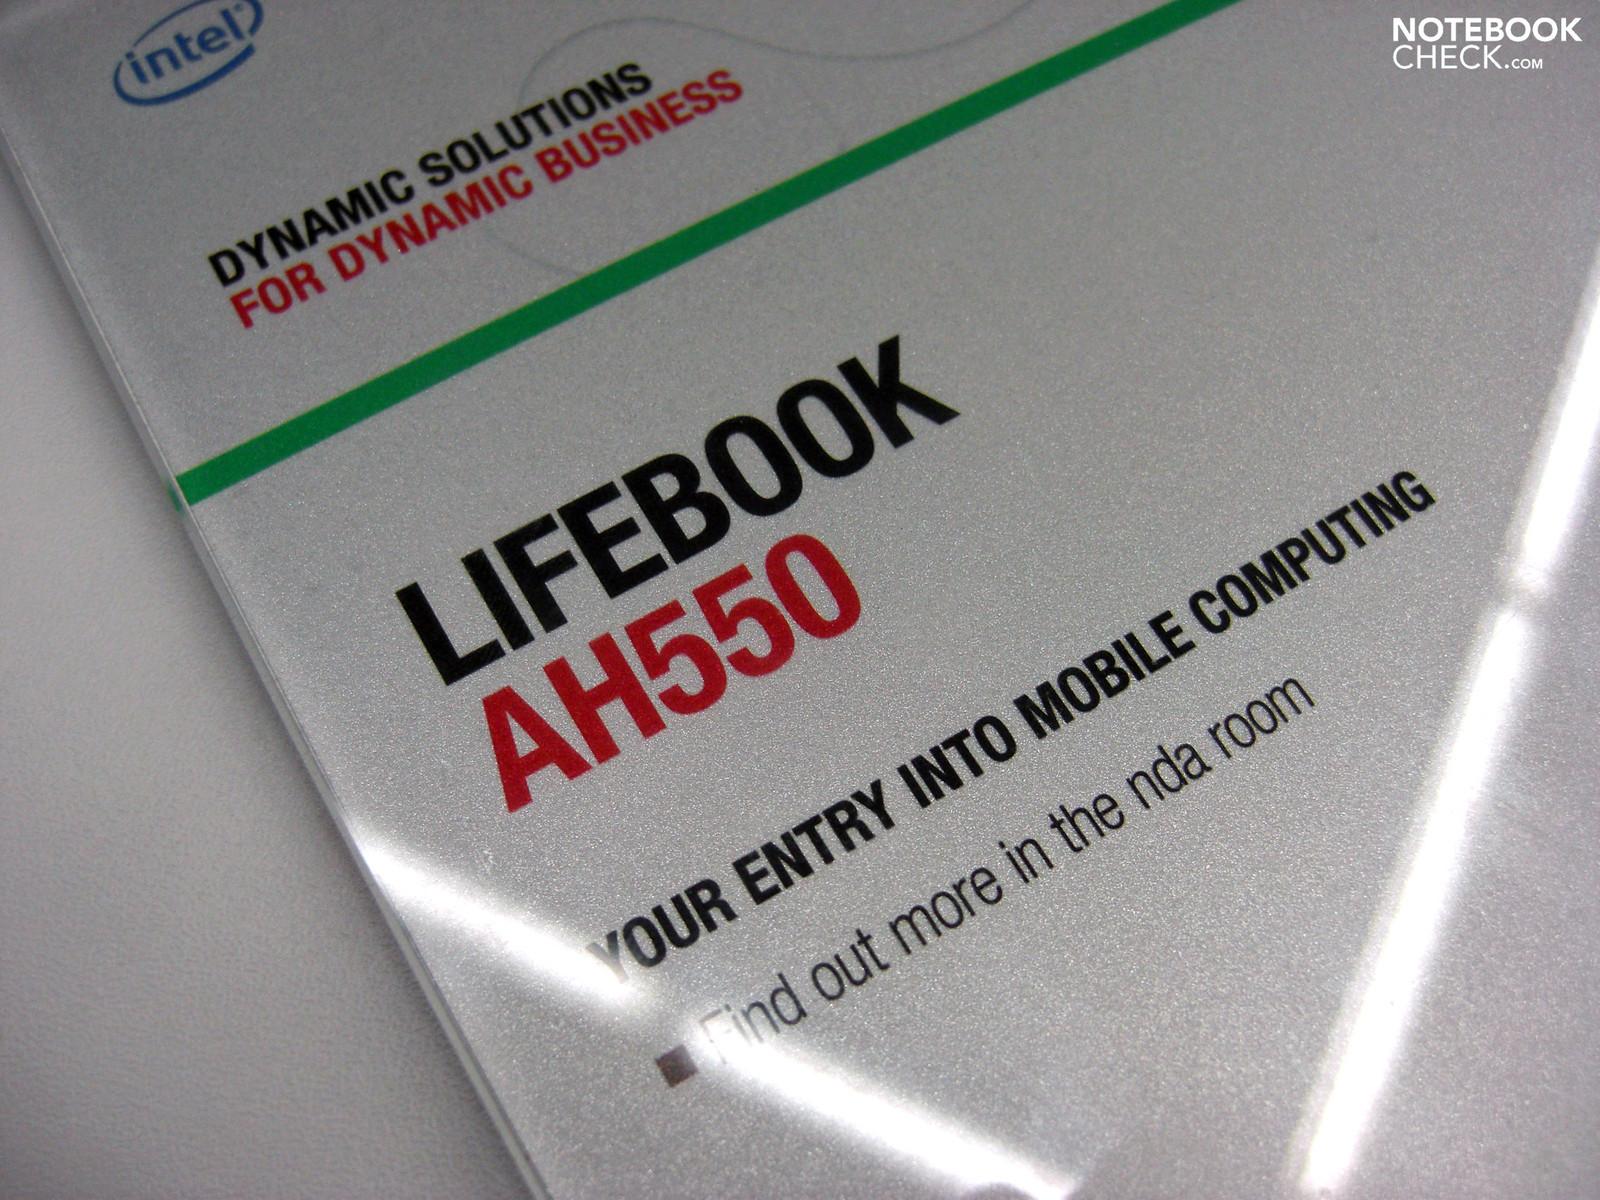 NOTEBOOK
CHECK.COM
intel®
DYNAMIC SOLUTIONS
FOR DYNAMIC BUSINESS
LIFEBOOK
AH550
YOUR ENTRY INTO MOBILE COMPUTING
■ Find out more in the nda room